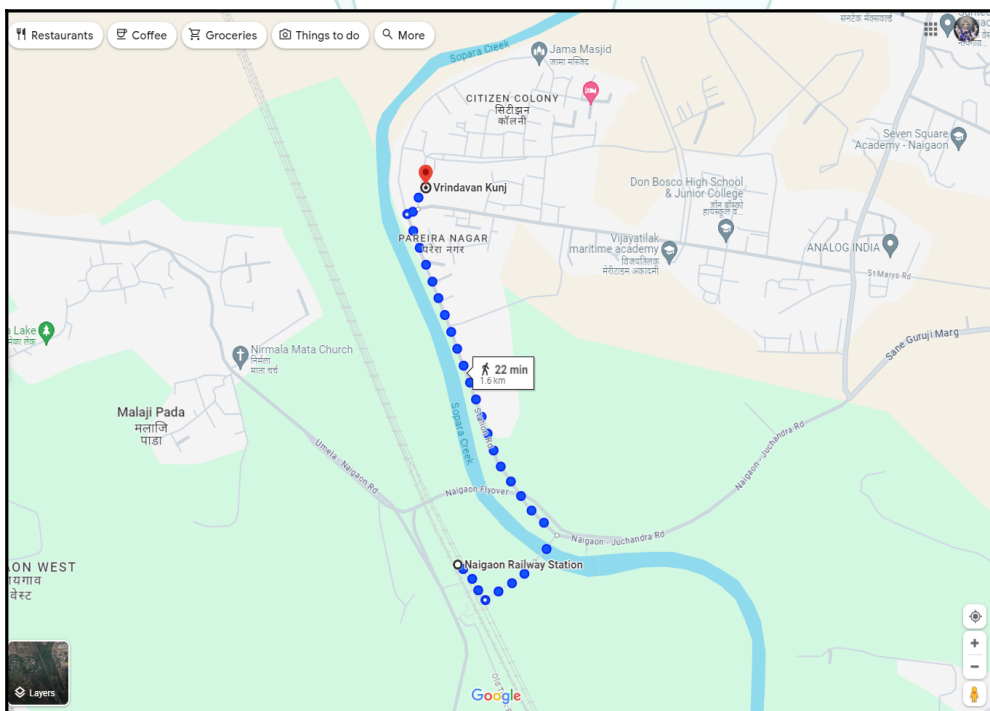 Restaurants
Coffee
Groceries
Things to do
More
Sopara Creek
Jama Masjid
जामा मस्जिद
CITIZEN COLONY
सिटीझन
कॉलनी
Seven Square
Academy - Naigaon
Vrindavan Kunj
Don Bosco High School
& Junior College
डॉन बॉस्को
हायस्कूल व...
PAREIRA NAGAR
परेरा नगर
Vijayatilak
maritime academy
विजयतिलक
मेरीटाइम अकादमी
ANALOG INDIA
St Marys Rd
a Lake
Nirmala Mata Church
निर्मला
माता चर्च
Sane Guruji Marg
22 min
1.6 km
Malaji Pada
मलाजि
पाडा
Sopara Creek
Station Rd
Umela - Naigaon Rd
Naigaon Flyover
Naigaon - Juchandra Rd
Naigaon - Juchandra Rd
Naigaon Railway Station
AON WEST
ायगाव
वेस्ट
Layers
Google